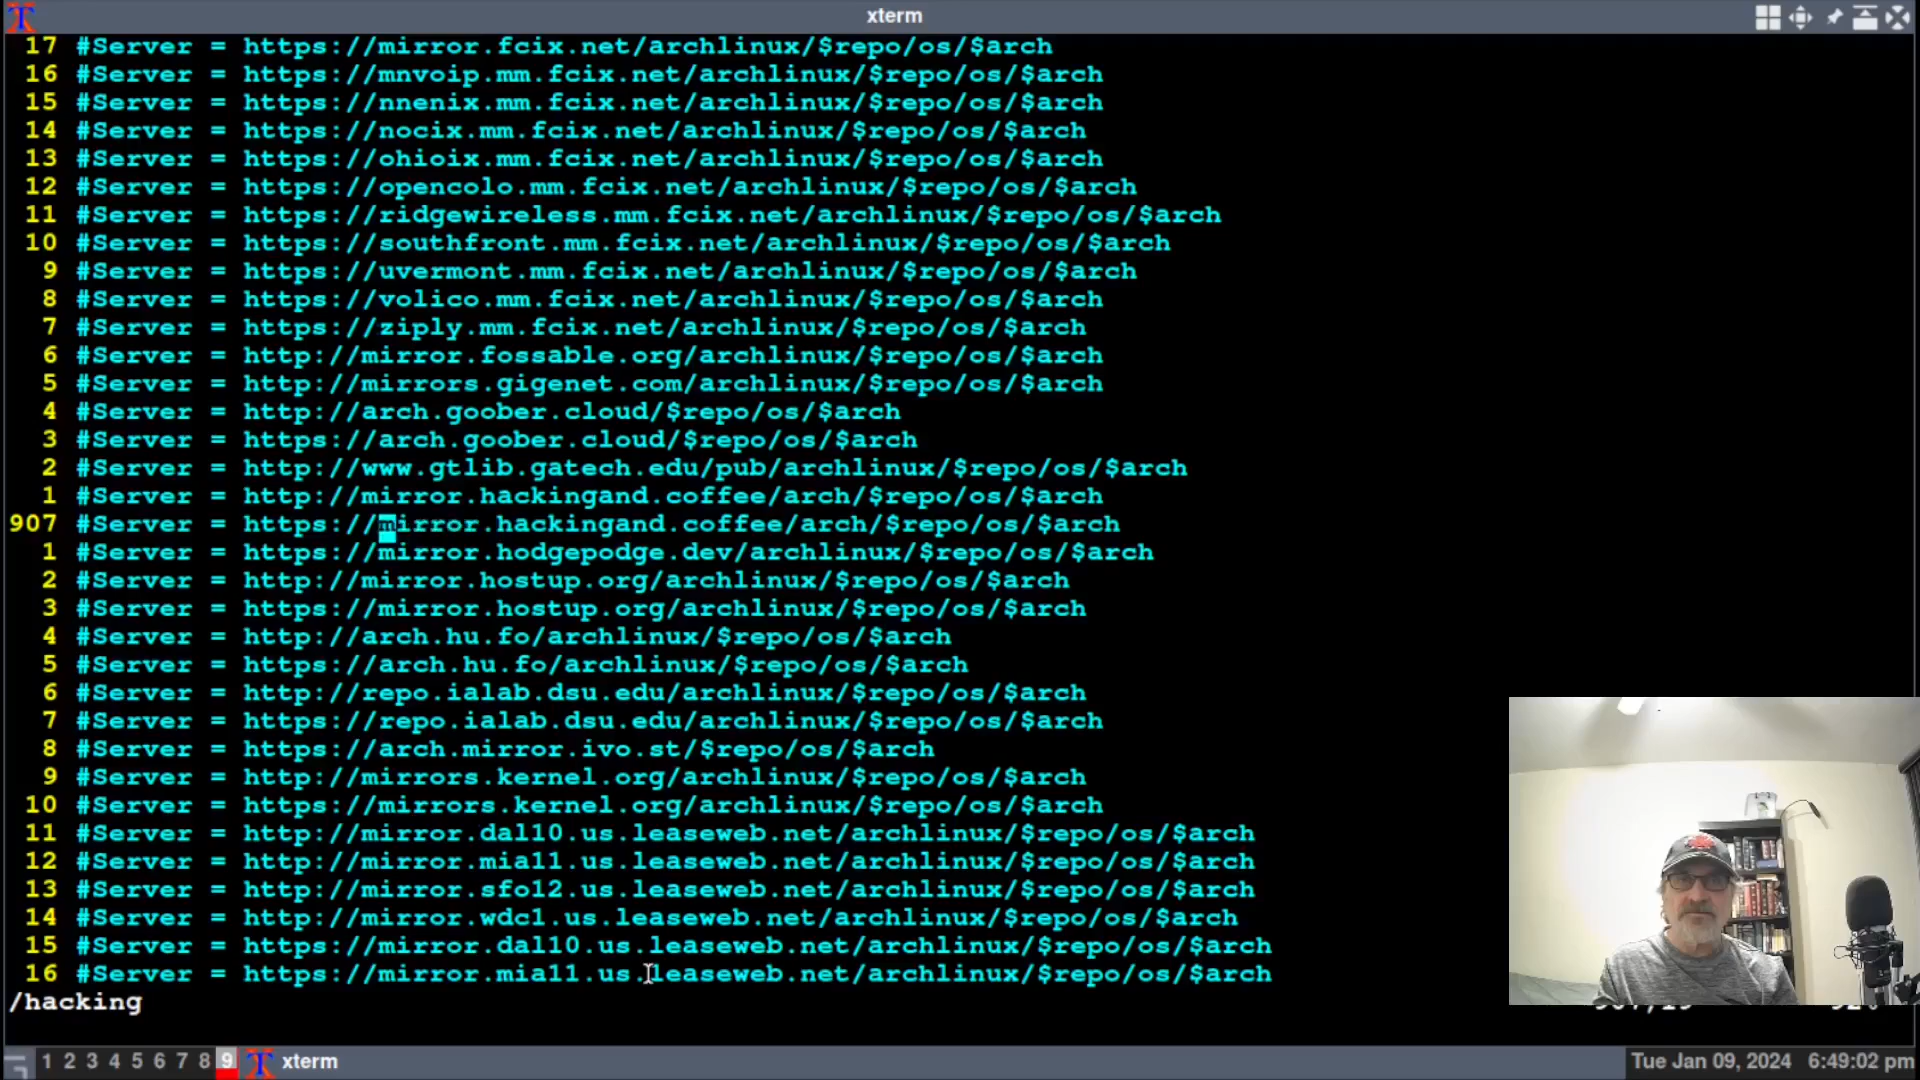 xterm
17 #Server = https://mirror.fcix.net/archlinux/$repo/os/$arch
16 #Server = https://mnvoip.mm.fcix.net/archlinux/$repo/os/$arch
15 #Server = https://nnenix.mm.fcix.net/archlinux/$repo/os/$arch
14 #Server = https://nocix.mm.fcix.net/archlinux/$repo/os/$arch
13 #Server = https://ohioix.mm.fcix.net/archlinux/$repo/os/$arch
12 #Server = https://opencolo.mm.fcix.net/archlinux/$repo/os/$arch
11 #Server = https://ridgewireless.mm.fcix.net/archlinux/$repo/os/$arch
10 #Server = https://southfront.mm.fcix.net/archlinux/$repo/os/$arch
9 #Server = https://uvermont.mm.fcix.net/archlinux/$repo/os/$arch
8 #Server = https://volico.mm.fcix.net/archlinux/$repo/os/$arch
7 #Server = https://ziply.mm.fcix.net/archlinux/$repo/os/$arch
6 #Server = http://mirror.fossable.org/archlinux/$repo/os/$arch
5 #Server = http://mirrors.gigenet.com/archlinux/$repo/os/$arch
4 #Server = http://arch.goober.cloud/$repo/os/$arch
3 #Server = https://arch.goober.cloud/$repo/os/$arch
2 #Server = http://www.gtlib.gatech.edu/pub/archlinux/$repo/os/$arch
1 #Server = http://mirror.hackingand.coffee/arch/$repo/os/$arch
907 #Server = https://mirror.hackingand.coffee/arch/$repo/os/$arch
1 #Server = https://mirror.hodgepodge.dev/archlinux/$repo/os/$arch
2 #Server = http://mirror.hostup.org/archlinux/$repo/os/$arch
3 #Server = https://mirror.hostup.org/archlinux/$repo/os/$arch
4 #Server = http://arch.hu.fo/archlinux/$repo/os/$arch
5 #Server = https://arch.hu.fo/archlinux/$repo/os/$arch
6 #Server = http://repo.ialab.dsu.edu/archlinux/$repo/os/$arch
7 #Server = https://repo.ialab.dsu.edu/archlinux/$repo/os/$arch
8 #Server = https://arch.mirror.ivo.st/$repo/os/$arch
9 #Server = http://mirrors.kernel.org/archlinux/$repo/os/$arch
10 #Server = https://mirrors.kernel.org/archlinux/$repo/os/$arch
11 #Server = http://mirror.dal10.us.leaseweb.net/archlinux/$repo/os/$arch
12 #Server = http://mirror.mia11.us.leaseweb.net/archlinux/$repo/os/$arch
13 #Server = http://mirror.sfo12.us.leaseweb.net/archlinux/$repo/os/$arch
14 #Server = http://mirror.wdc1.us.leaseweb.net/archlinux/$repo/os/$arch
15 #Server = https://mirror.dal10.us.leaseweb.net/archlinux/$repo/os/$arch
16 #Server = https://mirror.mia11.us.leaseweb.net/archlinux/$repo/os/$arch
/hacking
1 2 3 4 5 6 7 8 9 xterm Tue Jan 09, 2024 6:49:02 pm